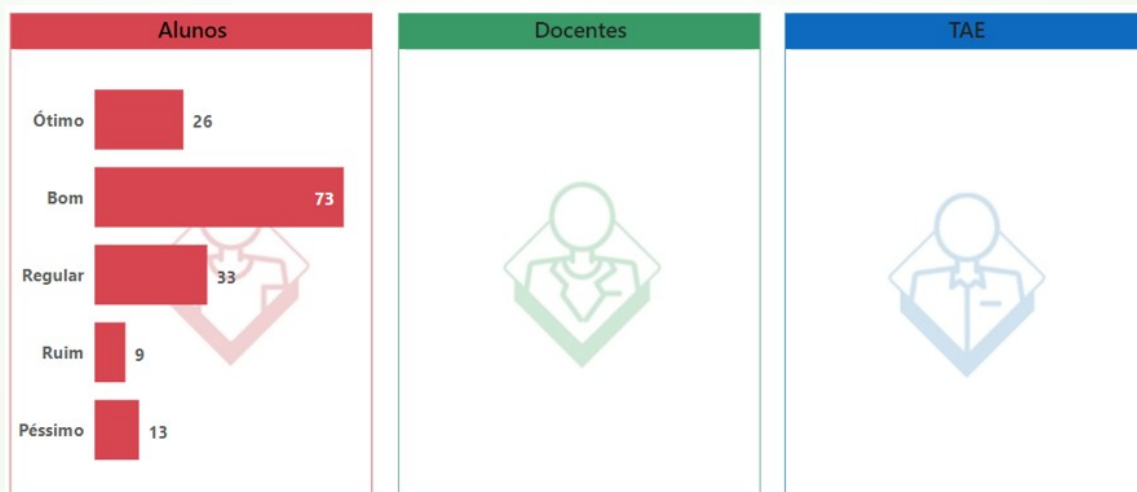 Alunos
Docentes
TAE
Ótimo 26
Bom 73
Regular 33
Ruim 9
Péssimo 13